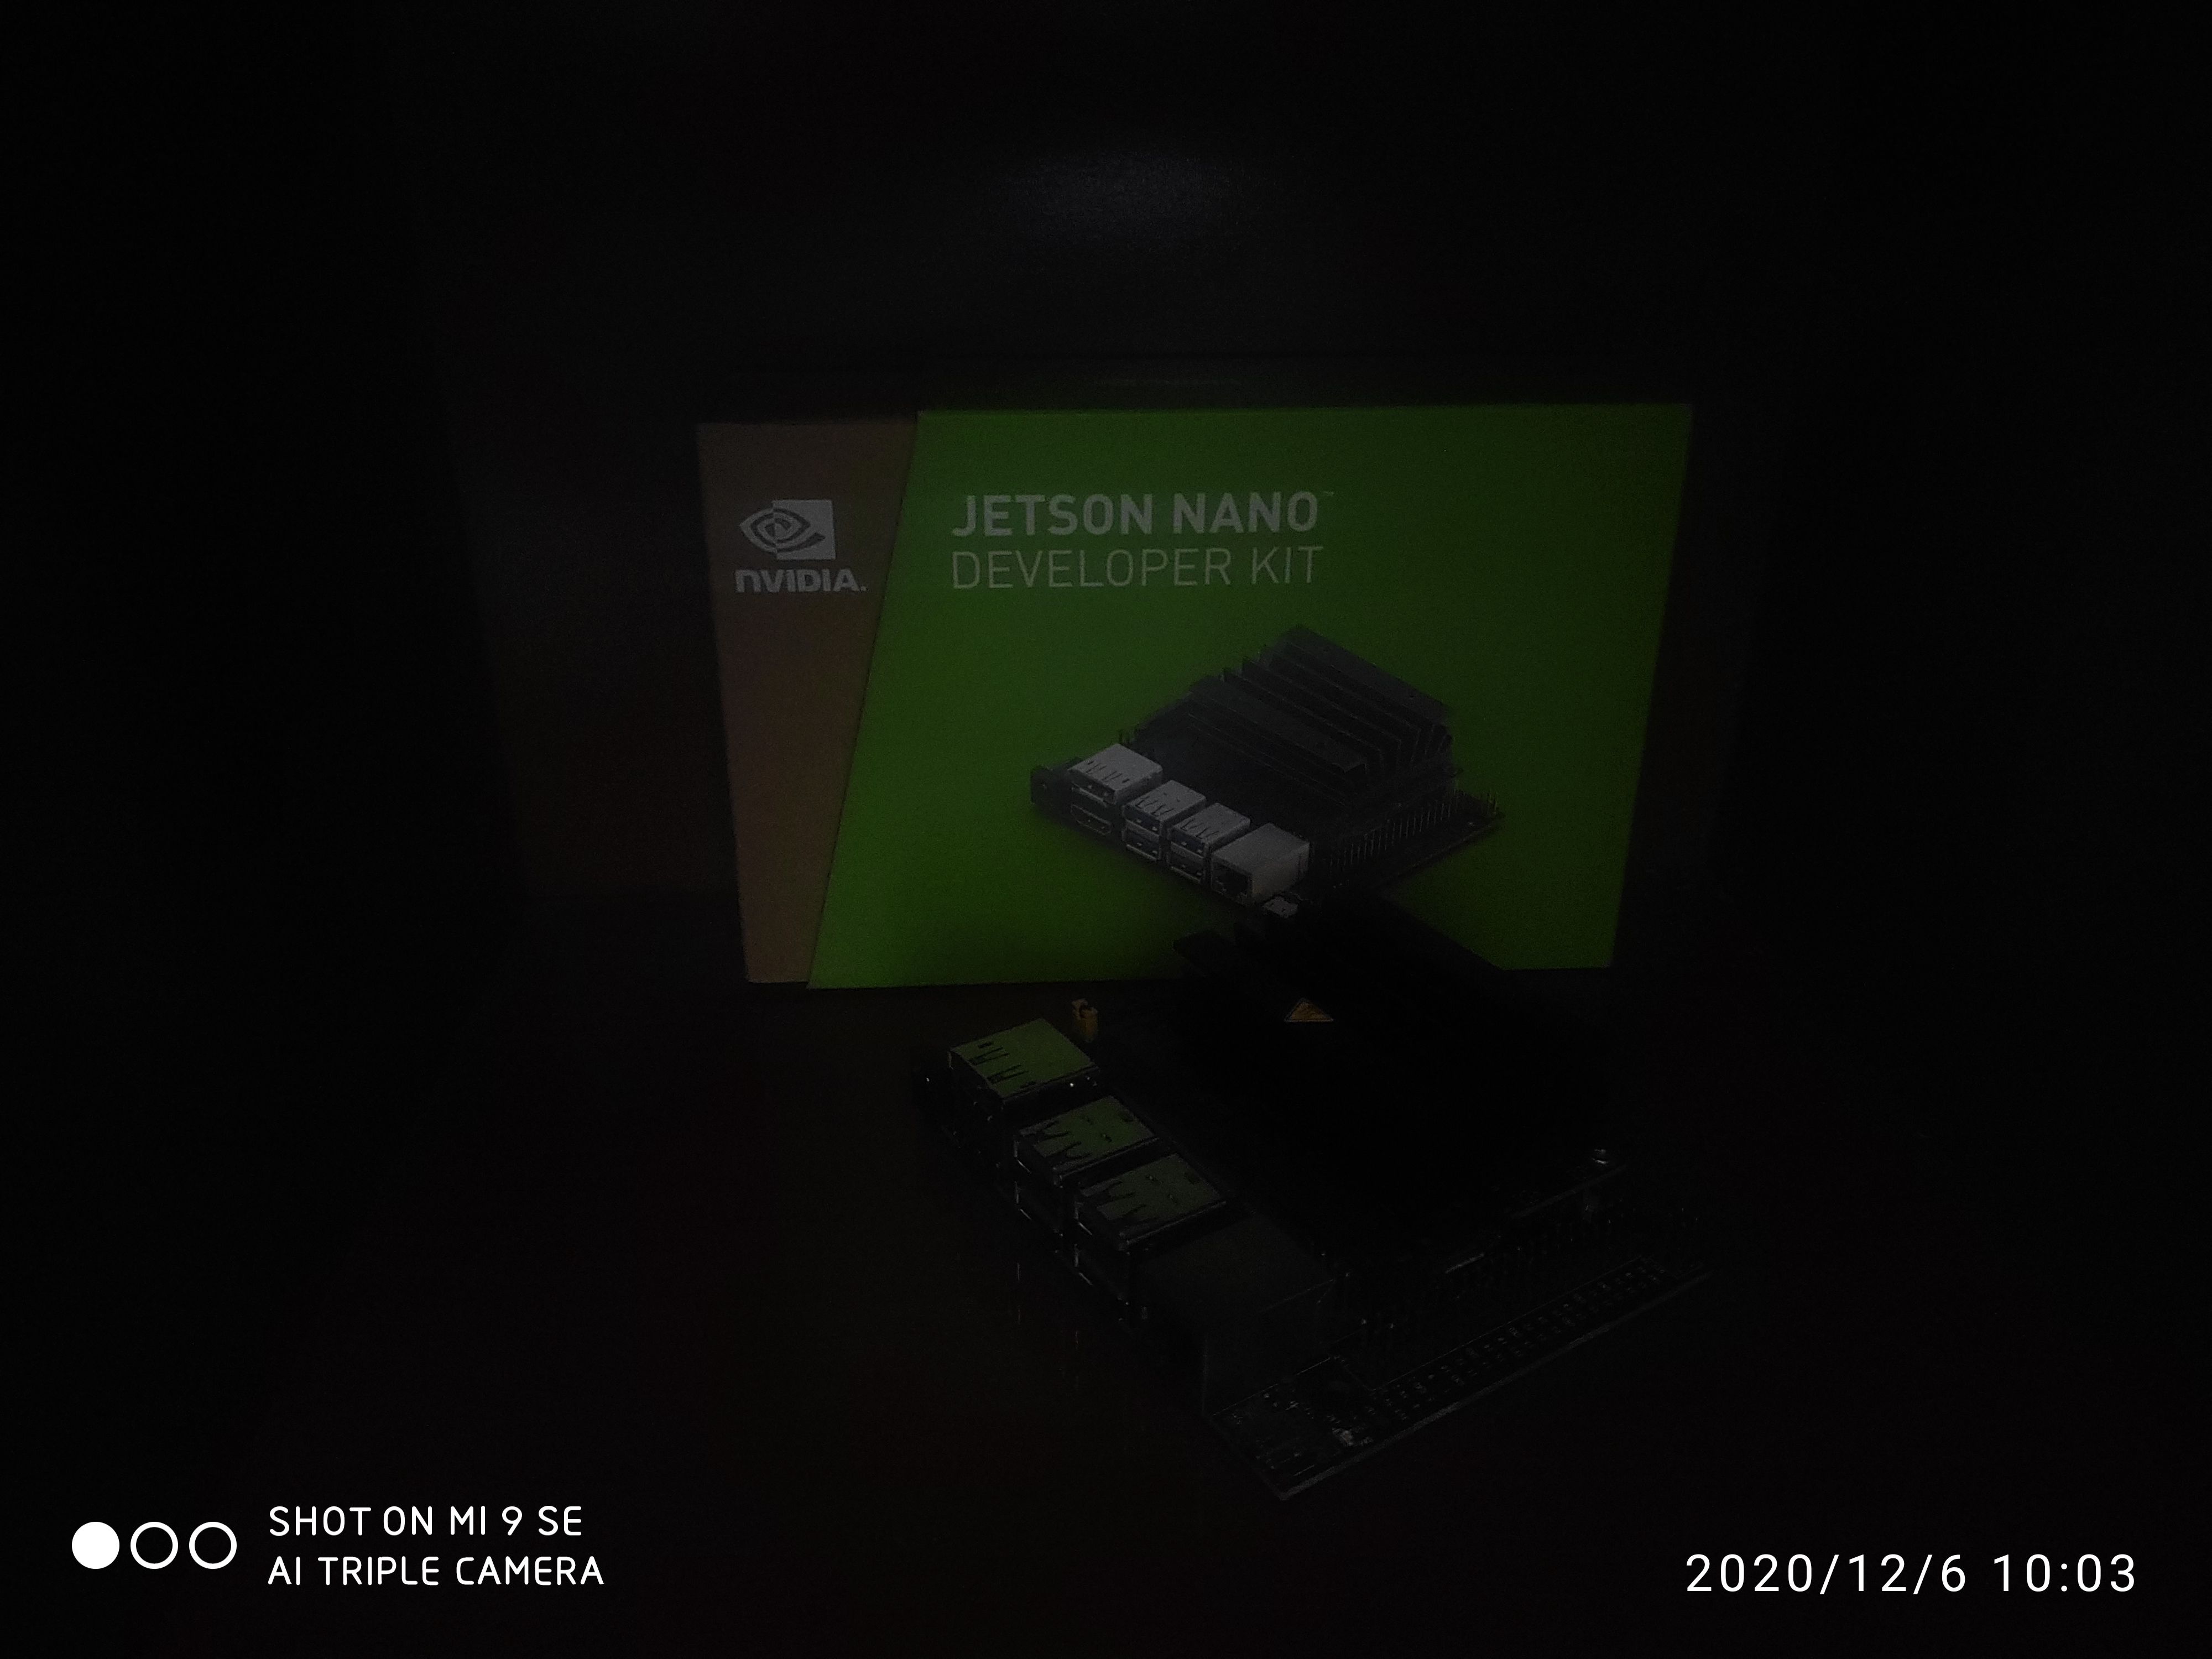 NVIDIA.
JETSON NANO™
DEVELOPER KIT
SHOT ON MI 9 SE
AI TRIPLE CAMERA
2020/12/6 10:03